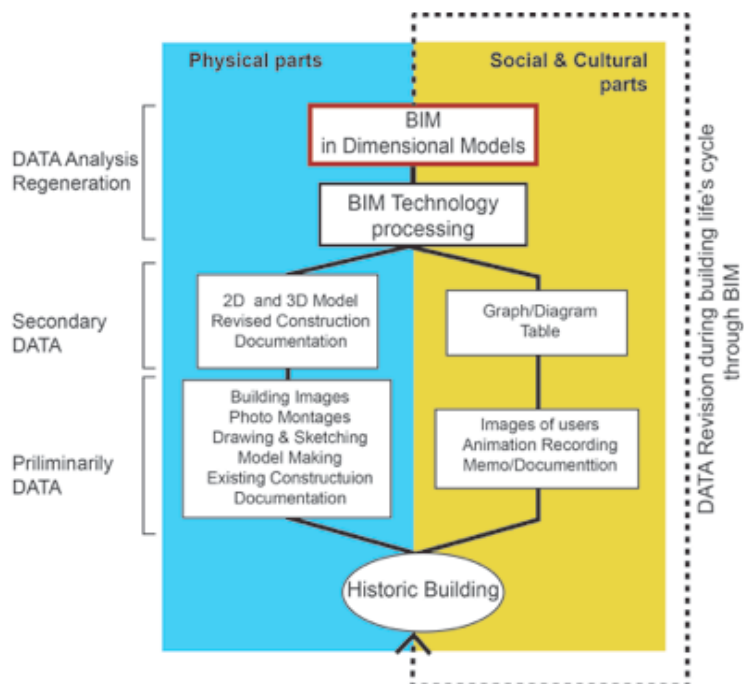 Physical parts
Social & Cultural
parts
BIM
in Dimensional Models
DATA Analysis
Regeneration
BIM Technology
processing
2D and 3D Model
Revised Construction
Documentation
Graph/Diagram
Table
Secondary
DATA
Building Images
Photo Montages
Drawing & Sketching
Model Making
Existing Constructuion
Documentation
Images of users
Animation Recording
Memo/Documenttion
Priliminarily
DATA
Historic Building
DATA Revision during building life's cycle
through BIM